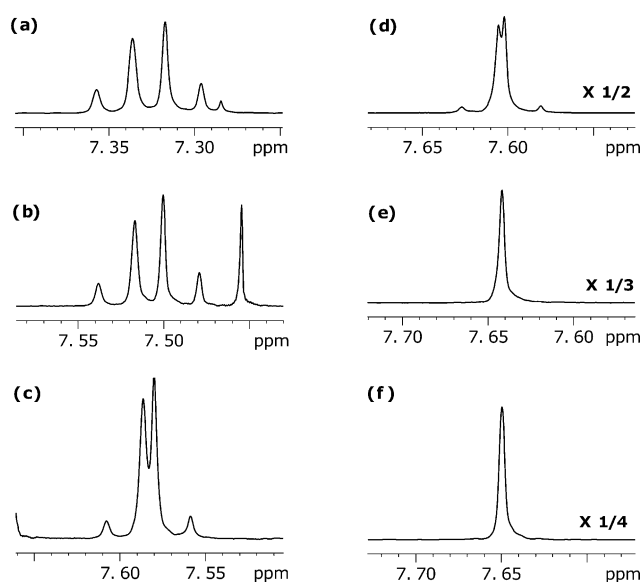 (a)
7.35 7.30 ppm
(d)
X 1/2
7.65 7.60 ppm
(b)
7.55 7.50 ppm
(e)
X 1/3
7.70 7.65 7.60 ppm
(c)
7.60 7.55 ppm
(f)
X 1/4
7.70 7.65 ppm